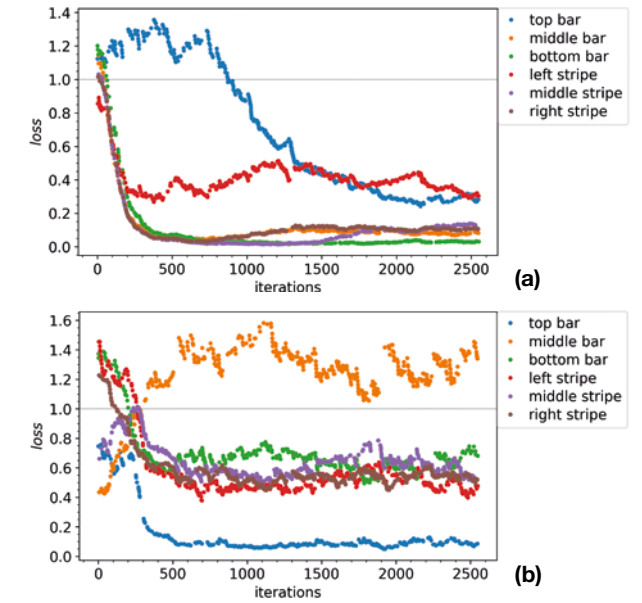 1.4
1.2
1.0
0.8
0.6
0.4
0.2
0.0
loss
0 500 1000 1500 2000 2500
iterations
top bar
middle bar
bottom bar
left stripe
middle stripe
right stripe
(a)
1.6
1.4
1.2
1.0
0.8
0.6
0.4
0.2
0.0
loss
0 500 1000 1500 2000 2500
iterations
top bar
middle bar
bottom bar
left stripe
middle stripe
right stripe
(b)